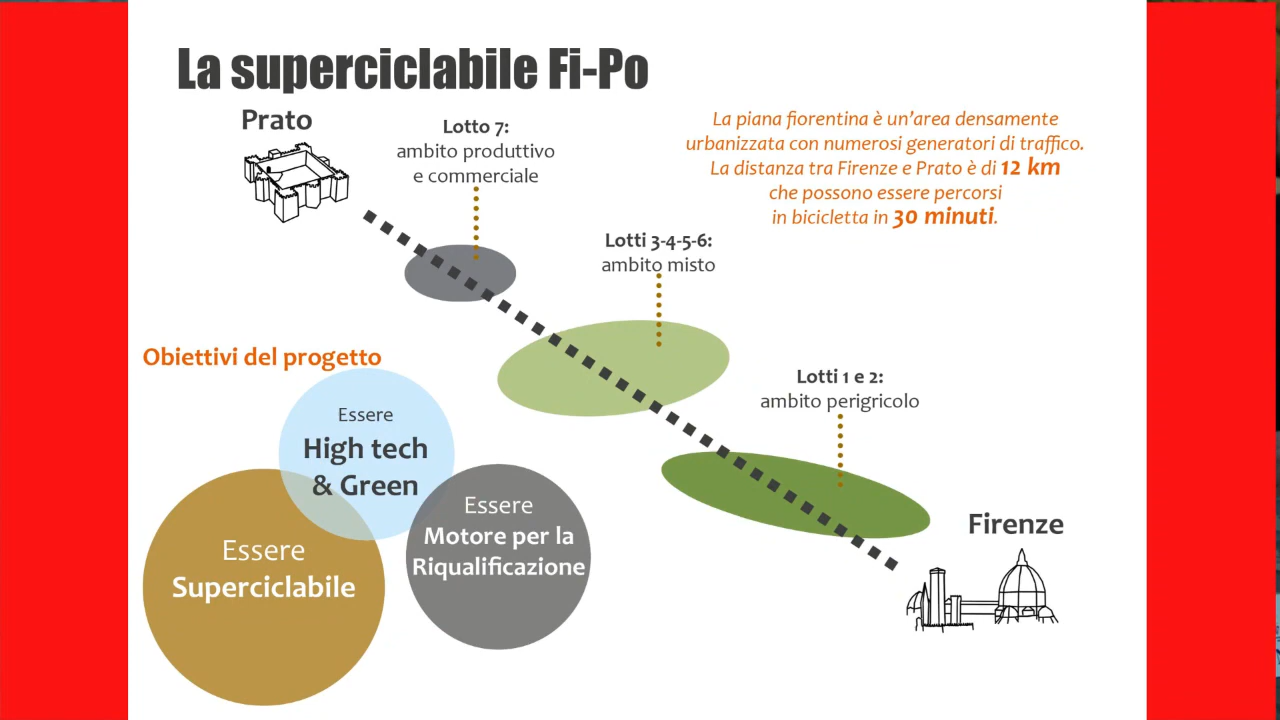 La superciclabile Fi-Po
Prato
Lotto 7:
ambito produttivo
e commerciale
La piana fiorentina è un'area densamente
urbanizzata con numerosi generatori di traffico.
La distanza tra Firenze e Prato è di 12 km
che possono essere percorsi
in bicicletta in 30 minuti.
Lotti 3-4-5-6:
ambito misto
Lotti 1 e 2:
ambito perigricolo
Firenze
Obiettivi del progetto
Essere
High tech
& Green
Essere
Superciclabile
Essere
Motore per la
Riqualificazione